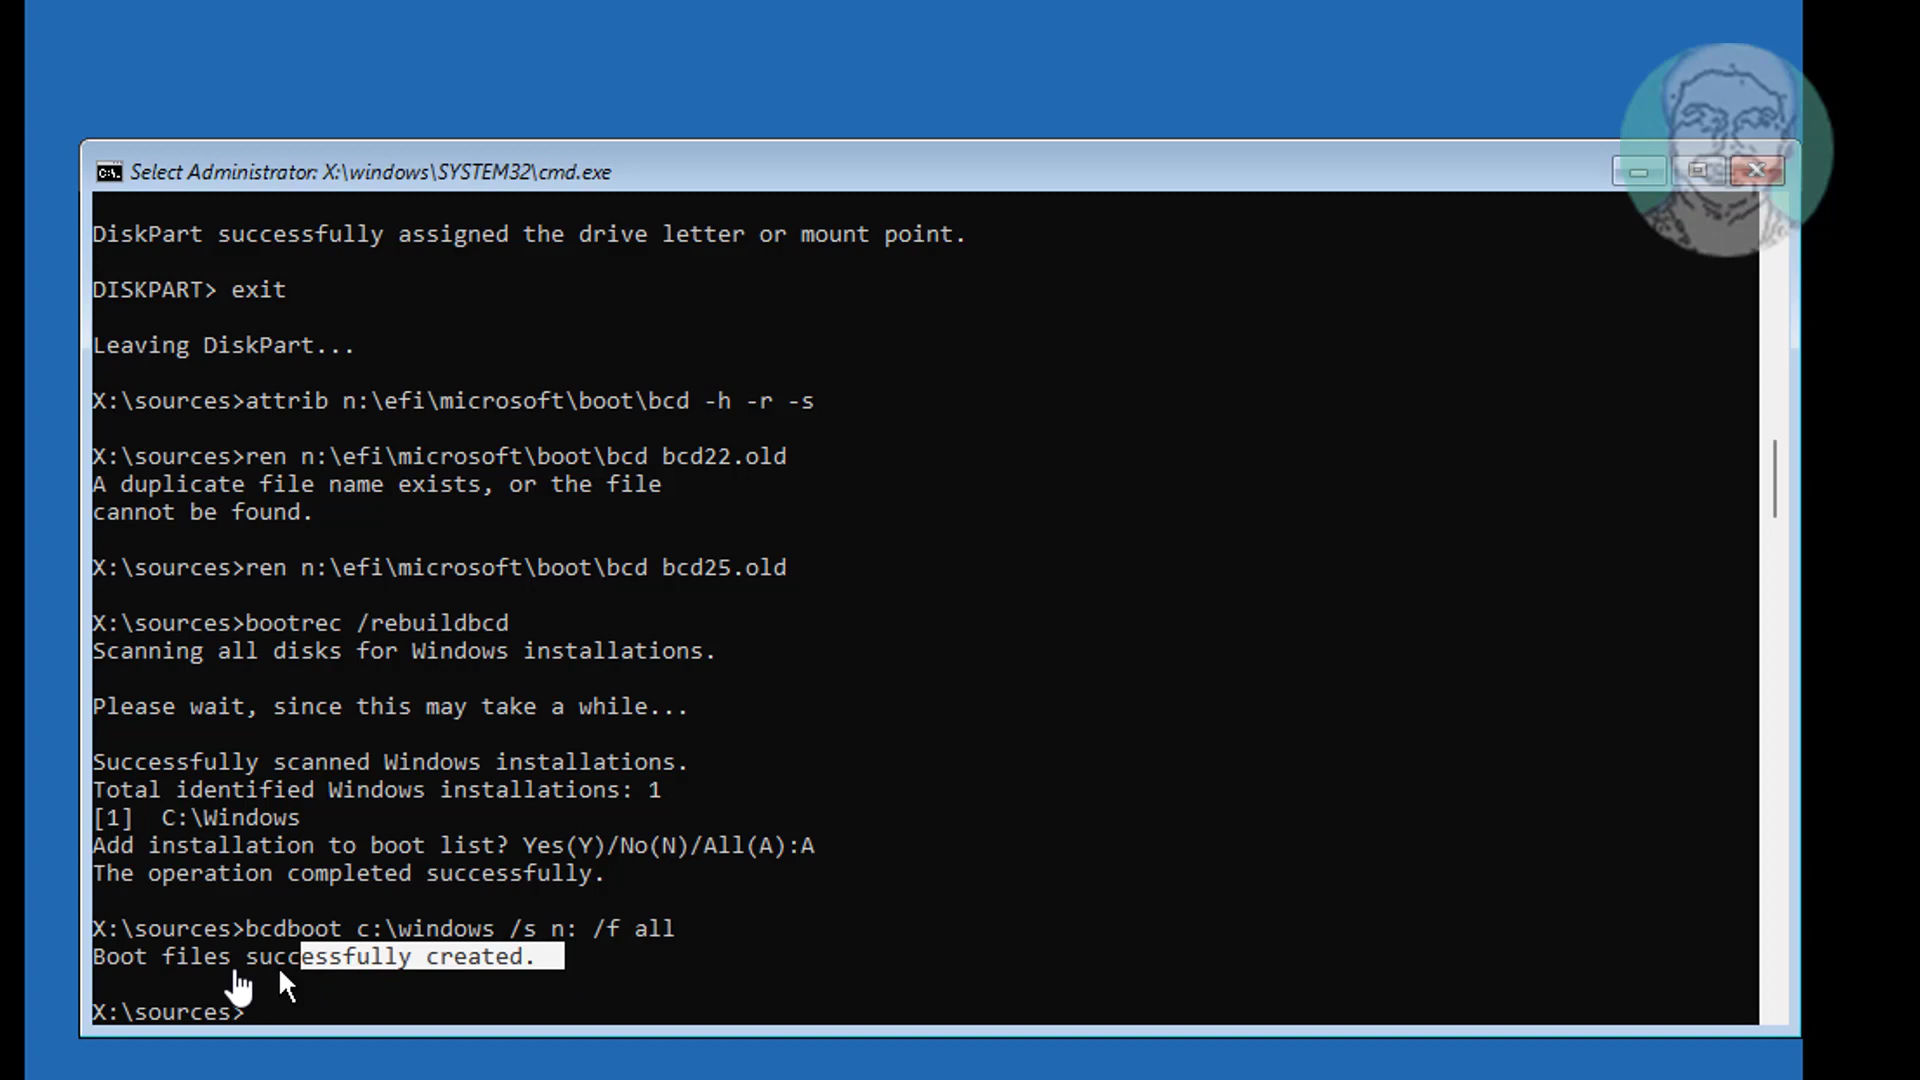 Select Administrator: X:\windows\SYSTEM32\cmd.exe
DiskPart successfully assigned the drive letter or mount point.
DISKPART> exit
Leaving DiskPart...
X:\sources>attrib n:\efi\microsoft\boot\bcd -h -r -s
X:\sources>ren n:\efi\microsoft\boot\bcd bcd22.old
A duplicate file name exists, or the file
cannot be found.
X:\sources>ren n:\efi\microsoft\boot\bcd bcd25.old
X:\sources>bootrec /rebuildbcd
Scanning all disks for Windows installations.
Please wait, since this may take a while...
Successfully scanned Windows installations.
Total identified Windows installations: 1
[1]  C:\Windows
Add installation to boot list? Yes(Y)/No(N)/All(A):A
The operation completed successfully.
X:\sources>bcdboot c:\windows /s n: /f all
Boot files successfully created.
X:\sources>